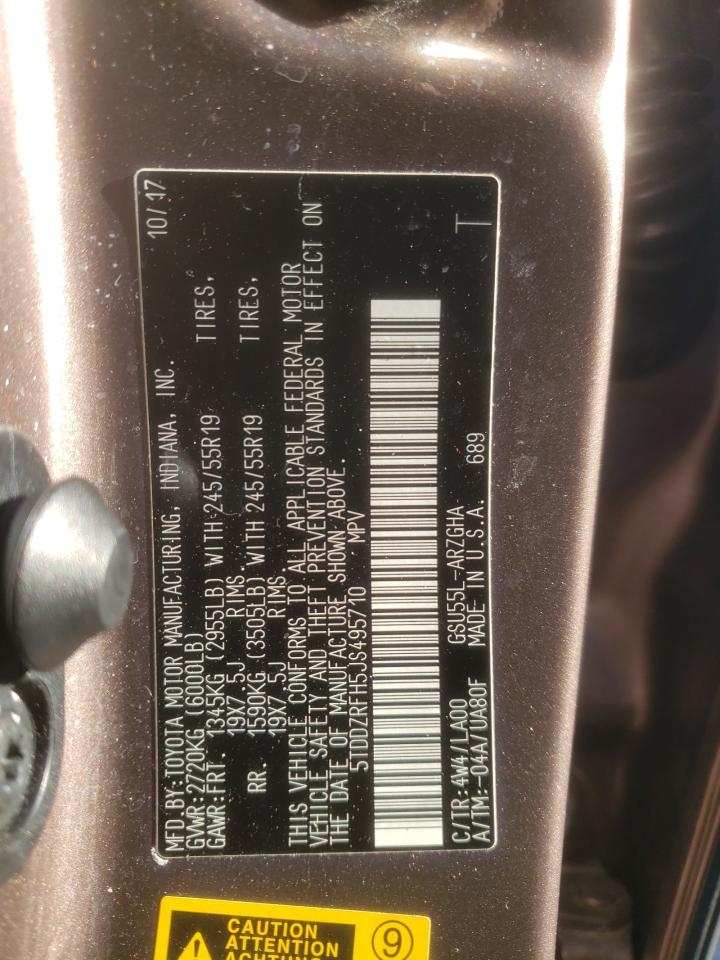 MFD. BY: TOYOTA MOTOR MANUFACTURING, INDIANA, INC. 10/17
GVWR: 2720KG (6000LB)
GAWR: FRT. 1345KG (2955LB) WITH 245/55R19 TIRES,
19X7.5J RIMS
RR. 1590KG (3505LB) WITH 245/55R19 TIRES,
19X7.5J RIMS
THIS VEHICLE CONFORMS TO ALL APPLICABLE FEDERAL MOTOR
VEHICLE SAFETY AND THEFT PREVENTION STANDARDS IN EFFECT ON
THE DATE OF MANUFACTURE SHOWN ABOVE.
5TDDZRFH5JS495710 MPV
C/TR: 4W4/LA00 GSU55L-ARZGHA T
A/TM: -04A/UA80F MADE IN U.S.A. 689
CAUTION 9
ATTENTION
ACHTUNG